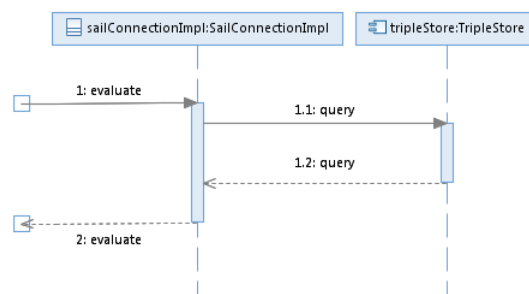 sailConnectionImpl:SailConnectionImpl
tripleStore:TripleStore
1: evaluate
1.1: query
1.2: query
2: evaluate